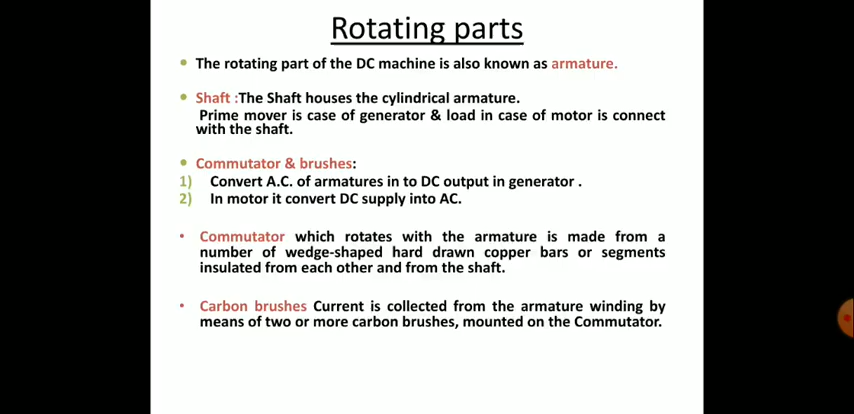 Rotating parts
• The rotating part of the DC machine is also known as armature.
• Shaft :The Shaft houses the cylindrical armature.
Prime mover is case of generator & load in case of motor is connect
with the shaft.
• Commutator & brushes:
1) Convert A.C. of armatures in to DC output in generator .
2) In motor it convert DC supply into AC.
• Commutator which rotates with the armature is made from a
number of wedge-shaped hard drawn copper bars or segments
insulated from each other and from the shaft.
• Carbon brushes Current is collected from the armature winding by
means of two or more carbon brushes, mounted on the Commutator.